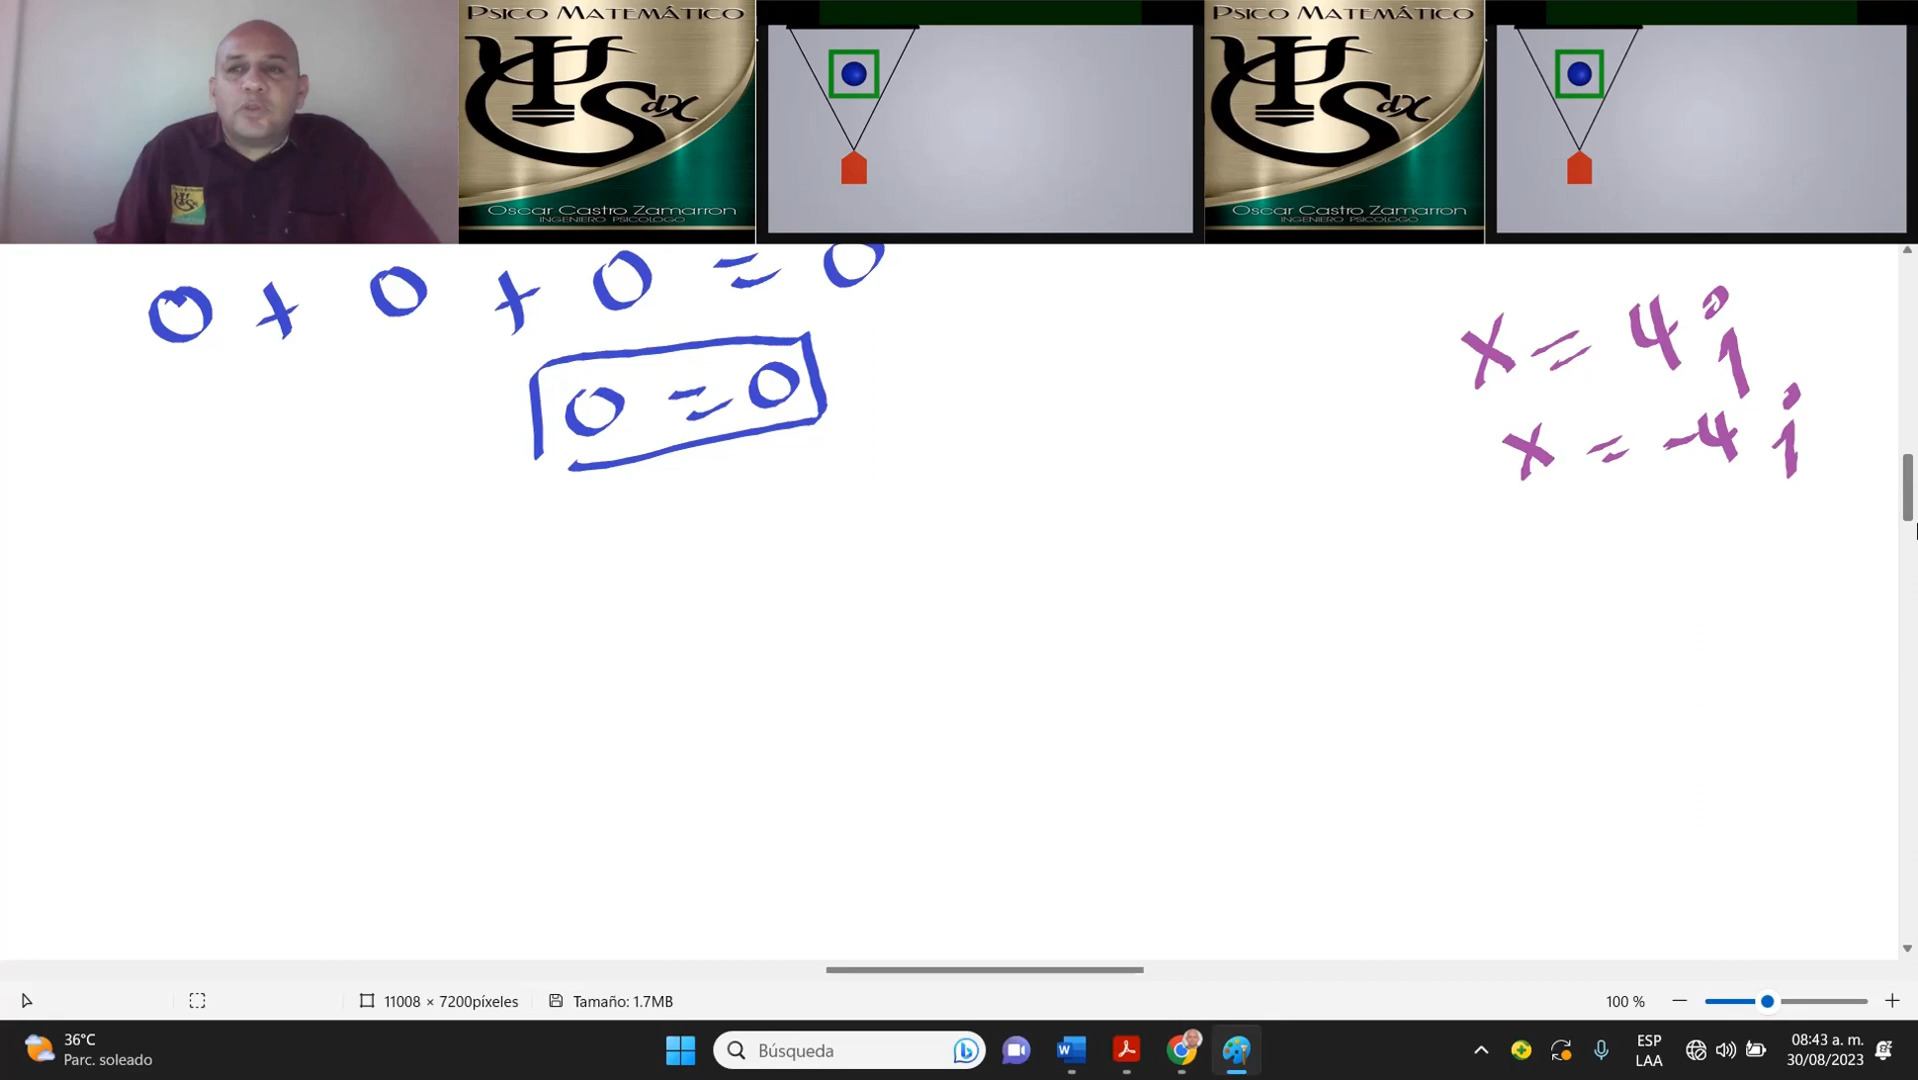 PSICO MATEMÁTICO
dx
OSCAR CASTRO ZAMARRON
INGENIERO PSICOLOGO
PSICO MATEMÁTICO
dx
OSCAR CASTRO ZAMARRON
INGENIERO PSICOLOGO
0 + 0 + 0 = 0
0 = 0
x = 4i
x = -4i
11008 × 7200píxeles
Tamaño: 1.7MB
100 %
36°C
Parc. soleado
Búsqueda
ESP
LAA
08:43 a. m.
30/08/2023